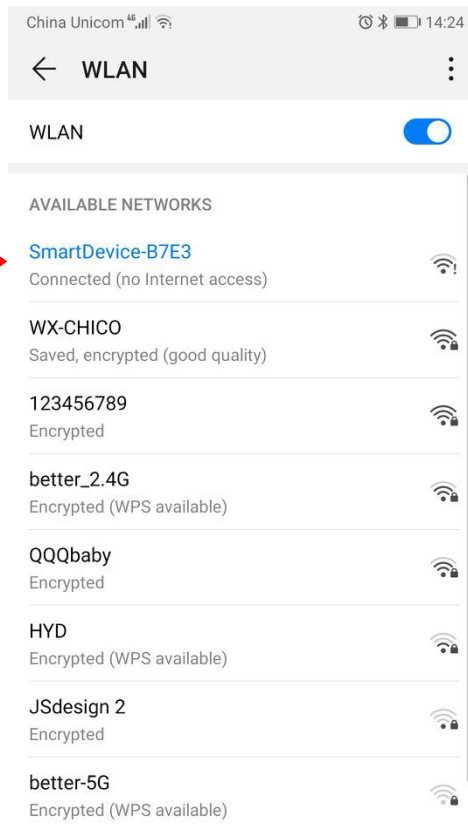 China Unicom 4G 14:24
WLAN
WLAN
AVAILABLE NETWORKS
SmartDevice-B7E3
Connected (no Internet access)
WX-CHICO
Saved, encrypted (good quality)
123456789
Encrypted
better_2.4G
Encrypted (WPS available)
QQQbaby
Encrypted
HYD
Encrypted (WPS available)
JSdesign 2
Encrypted
better-5G
Encrypted (WPS available)